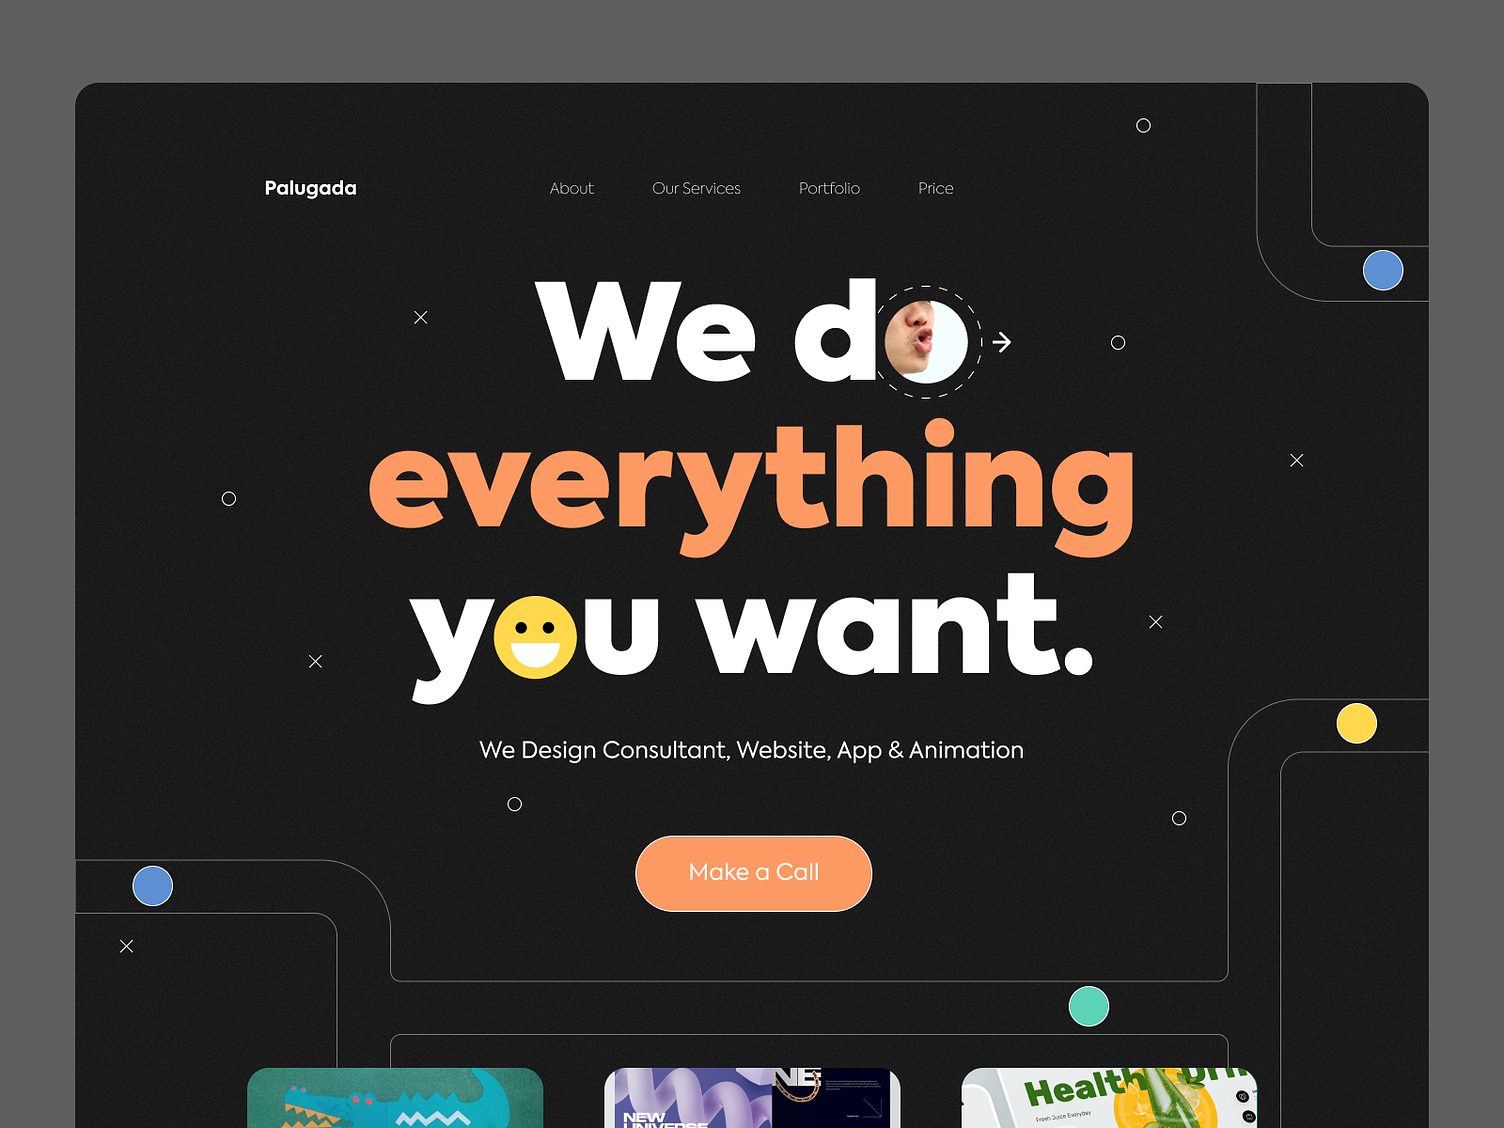 Palugada
About
Our Services
Portfolio
Price
We do
everything
you want.
We Design Consultant, Website, App & Animation
Make a Call
NEW
UNIVERSE
NE
Fresh Juice Everyday